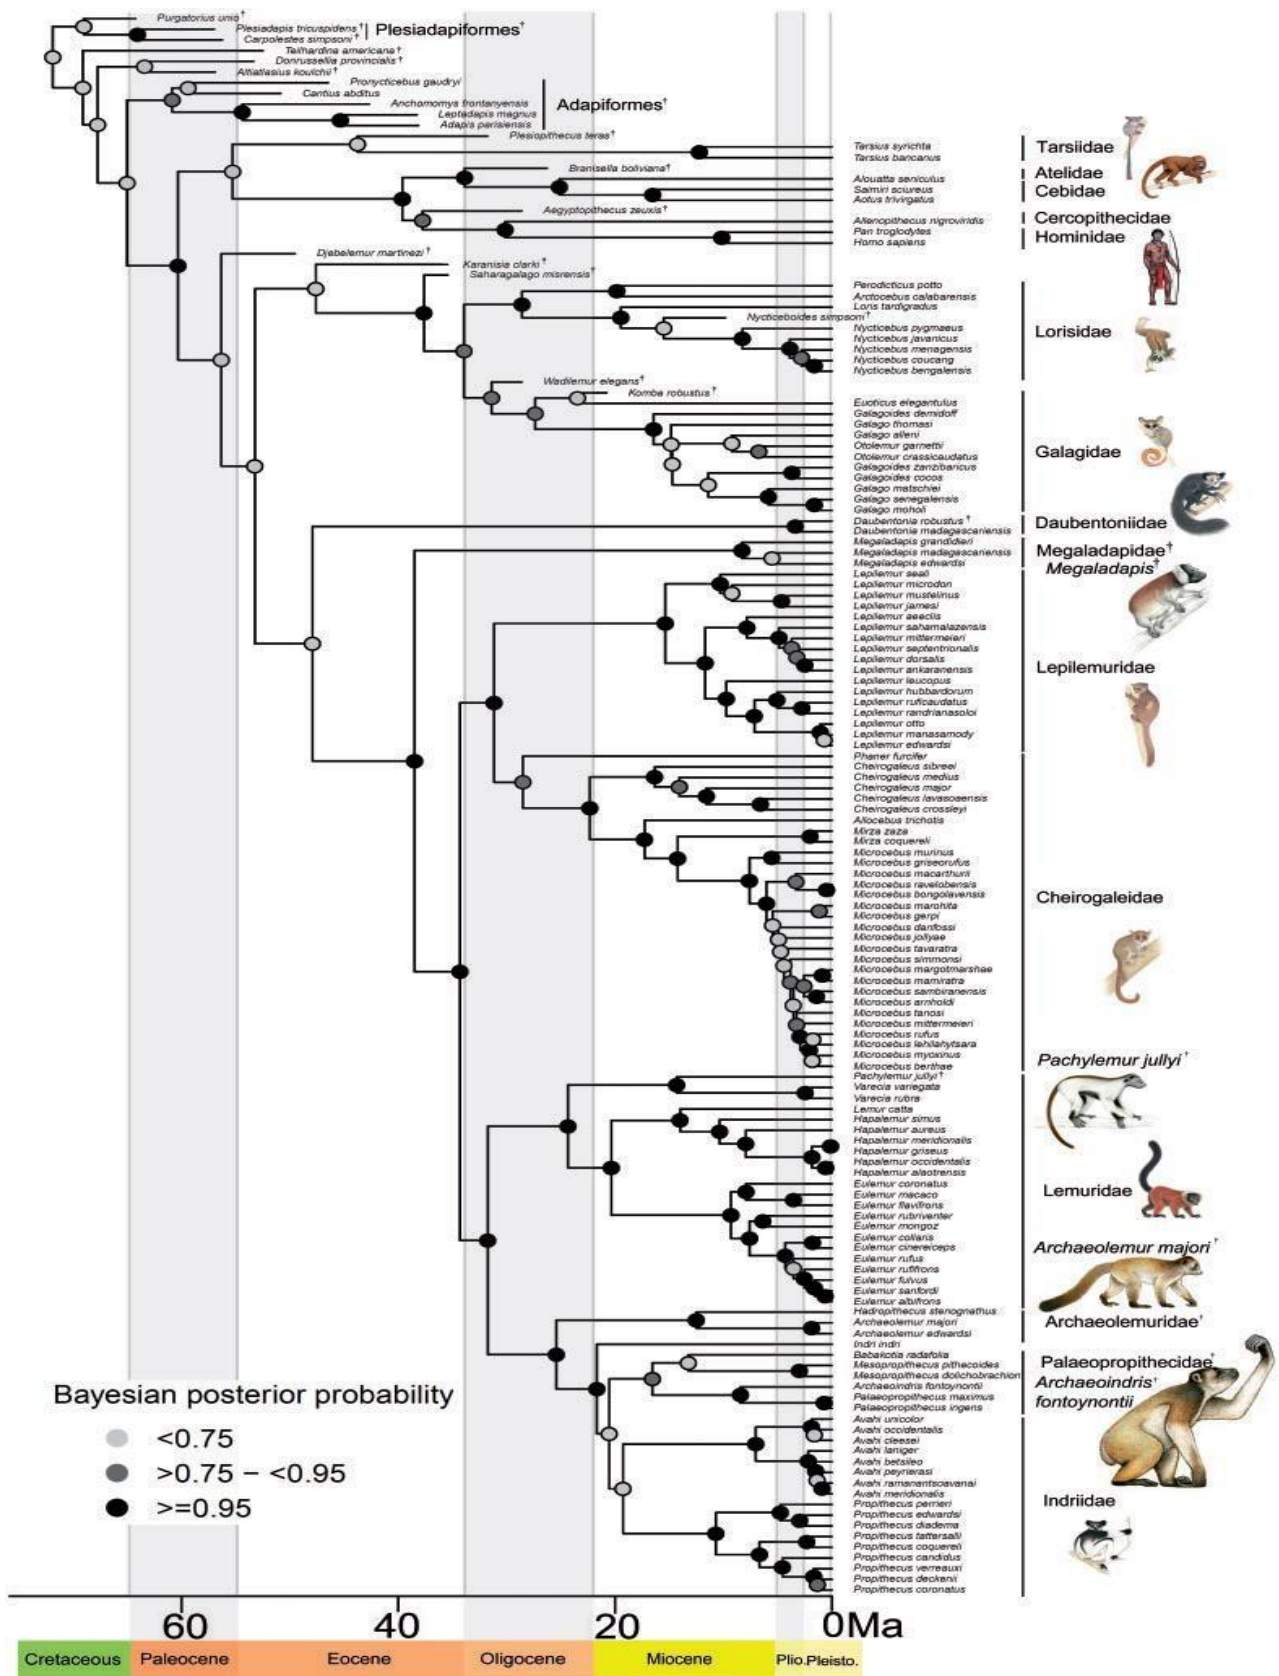 Purgatorius unio†
Plesiadapis tricuspidens†
Plesiadapiformes†
Carpolestes simpsoni†
Teilhardina americana†
Donrussellia provincialis†
Altiatlasius koulchii†
Pronycticebus gaudryi
Cantius abditus
Adapiformes†
Anchomomys frontanyensis
Leptadapis magnus
Adapis parisiensis
Plesiopithecus teras†
Tarsius syrichta
Tarsiidae
Tarsius bancanus
Branisella boliviana†
Atelidae
Alouatta seniculus
Saimiri sciureus
Cebidae
Aotus trivirgatus
Aegyptopithecus zeuxis†
Allenopithecus nigroviridis
Cercopithecidae
Pan troglodytes
Hominidae
Homo sapiens
Djebelemur martinezi†
Karanisia clarki†
Saharagalago misrensis†
Perodicticus potto
Arctocebus calabarensis
Loris tardigradus
Nycticeboides simpsoni†
Nycticebus pygmaeus
Lorisidae
Nycticebus javanicus
Nycticebus menagensis
Nycticebus coucang
Nycticebus bengalensis
Wadilemur elegans†
Komba robustus†
Euoticus elegantulus
Galagoides demidoff
Galago thomasi
Galago alleni
Otolemur garnettii
Galagidae
Otolemur crassicaudatus
Galagoides zanzibaricus
Galagoides cocos
Galago matschiei
Galago senegalensis
Galago moholi
Daubentonia robustus†
Daubentoniidae
Daubentonia madagascariensis
Megaladapis grandidieri
Megaladapis madagascariensis
Megaladapidae†
Megaladapis edwardsi
Megaladapis†
Lepilemur seali
Lepilemur microdon
Lepilemur mustelinus
Lepilemur jamesi
Lepilemur aeeclis
Lepilemur sahamalazensis
Lepilemur mittermeieri
Lepilemur septentrionalis
Lepilemur dorsalis
Lepilemuridae
Lepilemur ankaranensis
Lepilemur leucopus
Lepilemur hubbardorum
Lepilemur ruficaudatus
Lepilemur randrianasoloi
Lepilemur otto
Lepilemur manasamody
Lepilemur edwardsi
Phaner furcifer
Cheirogaleus sibreei
Cheirogaleus medius
Cheirogaleus major
Cheirogaleus lavasoaensis
Cheirogaleus crossleyi
Allocebus trichotis
Mirza zaza
Mirza coquereli
Microcebus murinus
Microcebus griseorufus
Microcebus macarthurii
Microcebus ravelobensis
Microcebus bongolavensis
Cheirogaleidae
Microcebus marohita
Microcebus gerpi
Microcebus danfossi
Microcebus jollyae
Microcebus tavaratra
Microcebus simmonsi
Microcebus margotmarshae
Microcebus mamiratra
Microcebus sambiranensis
Microcebus arnholdi
Microcebus tanosi
Microcebus mittermeieri
Microcebus rufus
Microcebus lehilahytsara
Microcebus myoxinus
Pachylemur jullyi†
Microcebus berthae
Pachylemur jullyi†
Varecia variegata
Varecia rubra
Lemur catta
Hapalemur simus
Hapalemur aureus
Hapalemur meridionalis
Hapalemur griseus
Hapalemur occidentalis
Hapalemur alaotrensis
Eulemur coronatus
Lemuridae
Eulemur macaco
Eulemur flavifrons
Eulemur rubriventer
Eulemur mongoz
Eulemur collaris
Eulemur cinereiceps
Archaeolemur majori†
Eulemur rufus
Eulemur rufifrons
Eulemur fulvus
Eulemur sanfordi
Eulemur albifrons
Hadropithecus stenognathus
Archaeolemur majori
Archaeolemuridae†
Archaeolemur edwardsi
Indri indri
Babakotia radafolia
Palaeopropithecidae†
Mesopropithecus pithecoides
Mesopropithecus dolichobrachion
Archaeoindris†
Archaeoindris fontoynontii
Palaeopropithecus maximus
fontoynontii
Palaeopropithecus ingens
Avahi unicolor
Avahi occidentalis
Avahi cleesei
Avahi laniger
Avahi betsileo
Avahi peyrierasi
Avahi ramanantsoavanai
Avahi meridionalis
Indriidae
Propithecus perrieri
Propithecus edwardsi
Propithecus diadema
Propithecus tattersalli
Propithecus coquereli
Propithecus candidus
Propithecus verreauxi
Propithecus deckenii
Propithecus coronatus
Bayesian posterior probability
<0.75
>0.75 – <0.95
>=0.95
60 40 20 0Ma
Cretaceous Paleocene Eocene Oligocene Miocene Plio.Pleisto.